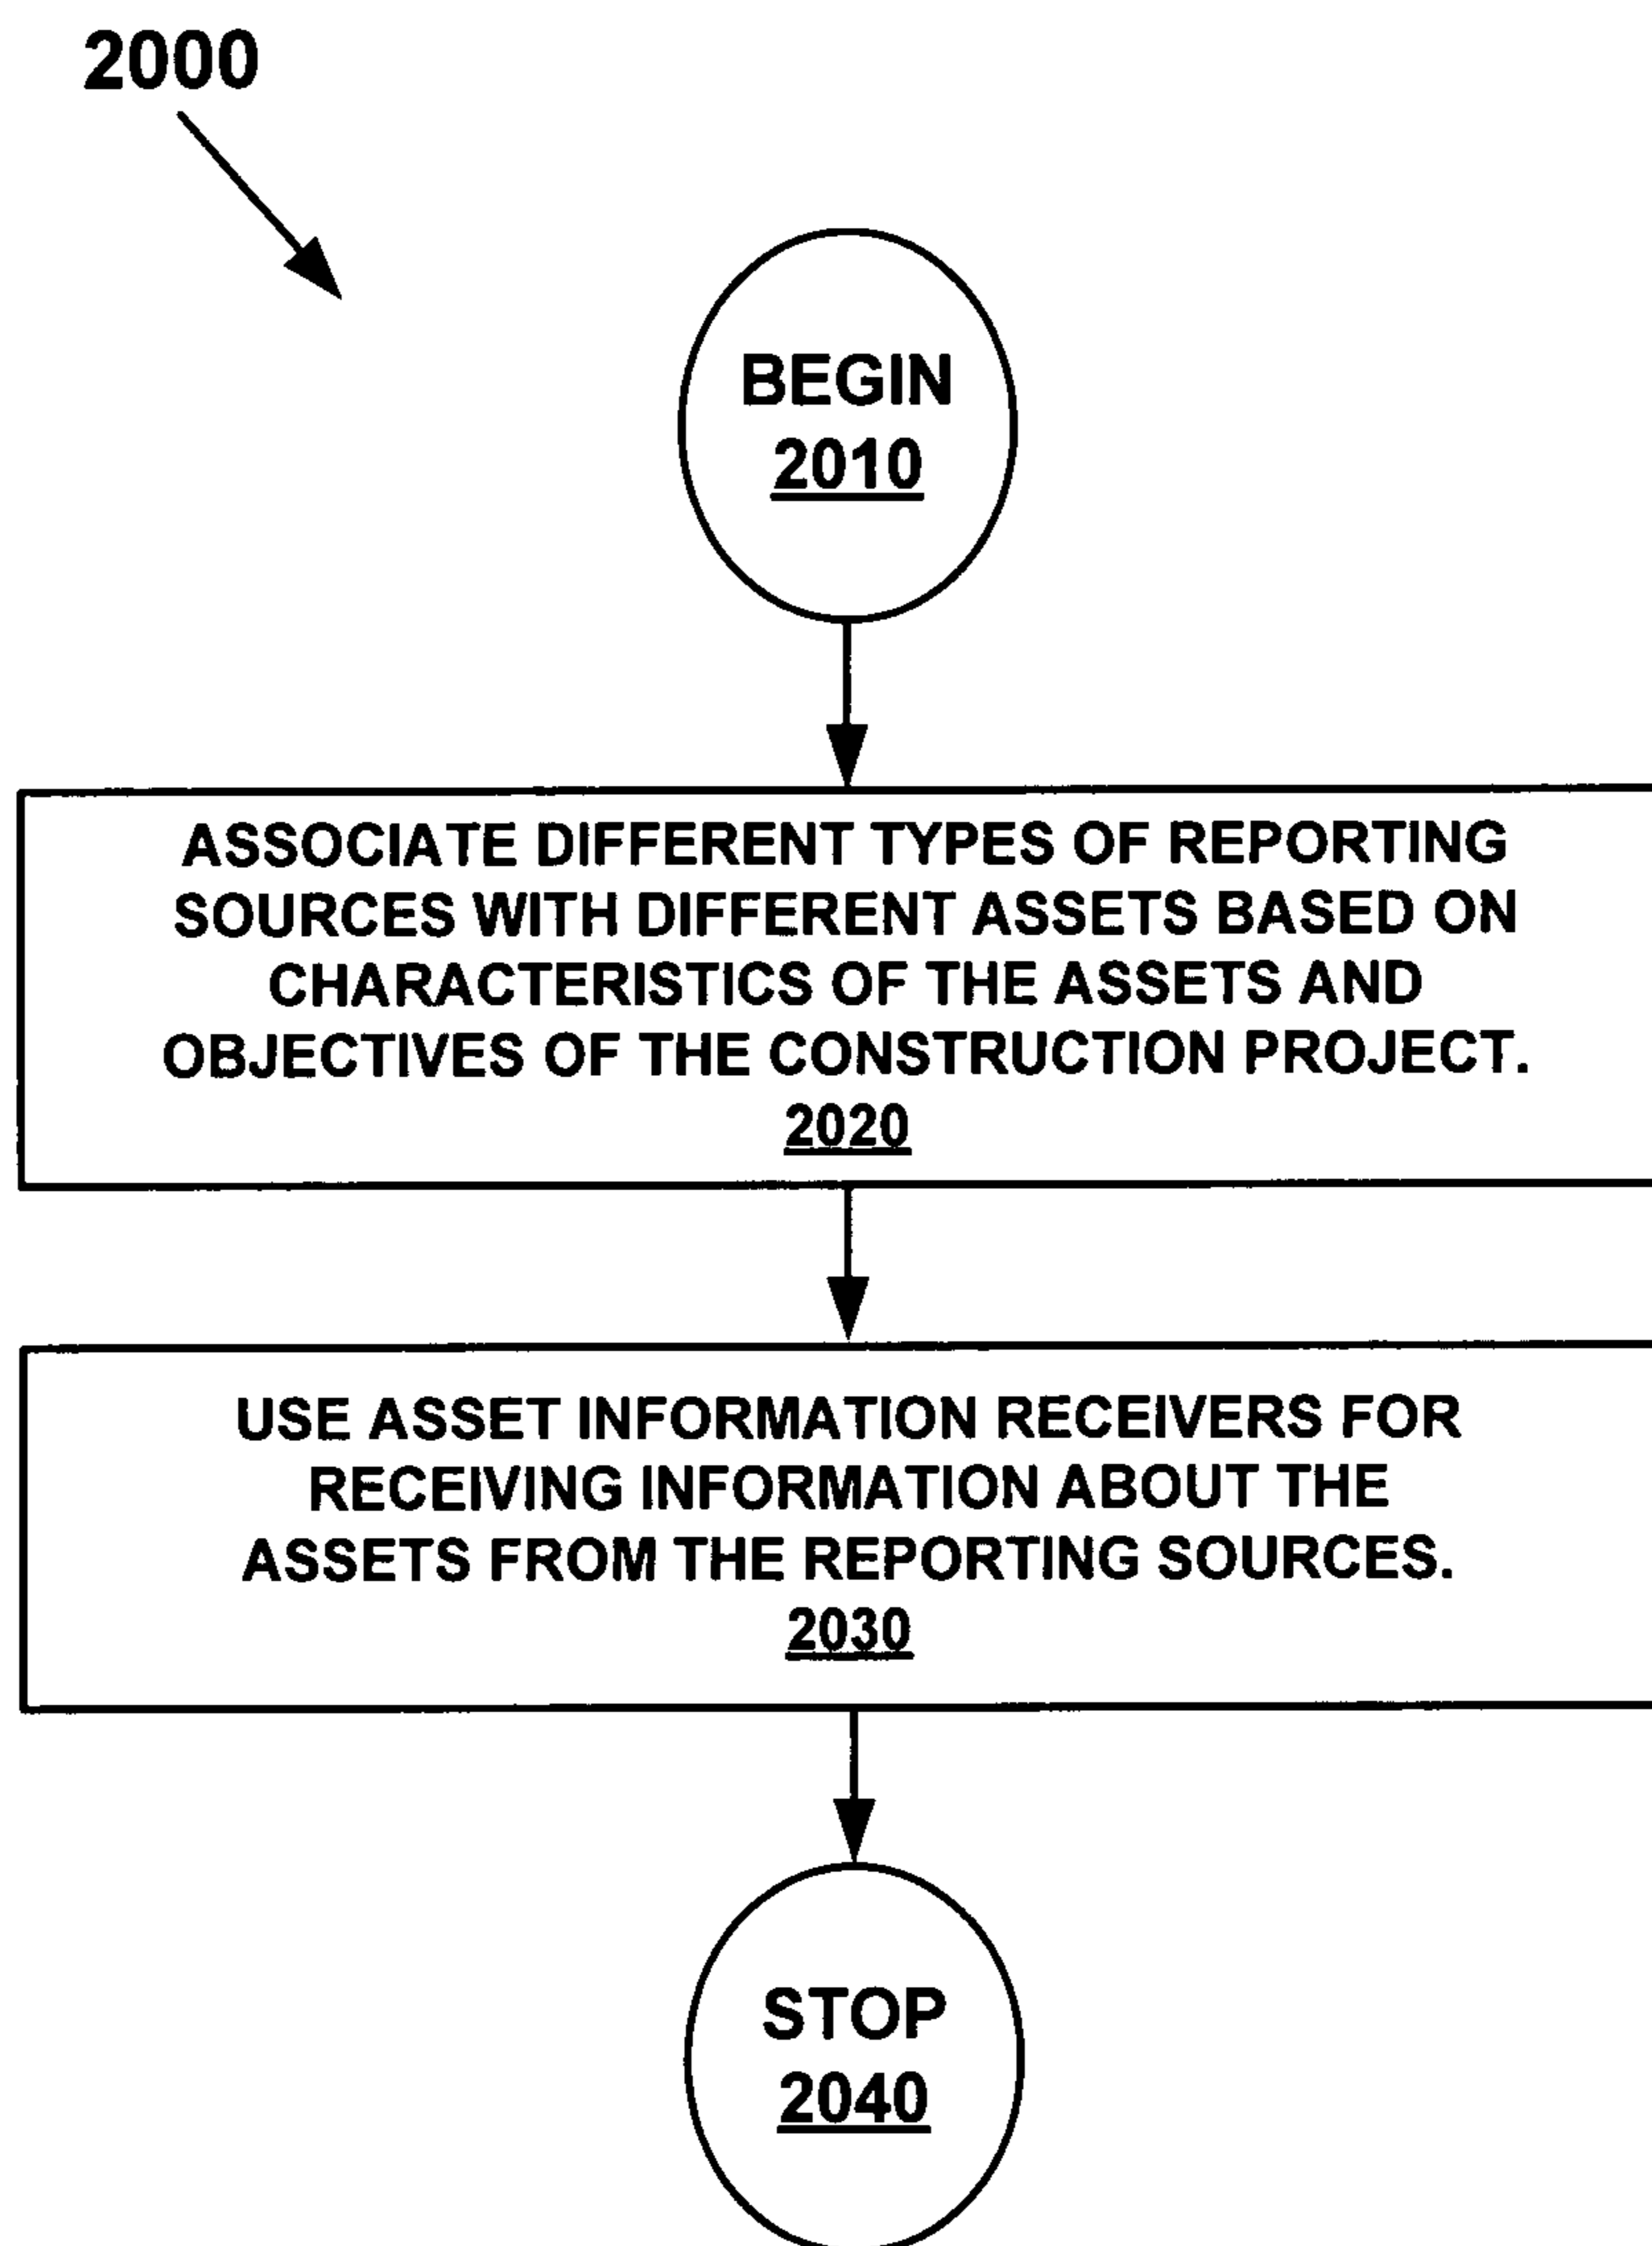 2000
BEGIN
2010
ASSOCIATE DIFFERENT TYPES OF REPORTING
SOURCES WITH DIFFERENT ASSETS BASED ON
CHARACTERISTICS OF THE ASSETS AND
OBJECTIVES OF THE CONSTRUCTION PROJECT.
2020
USE ASSET INFORMATION RECEIVERS FOR
RECEIVING INFORMATION ABOUT THE
ASSETS FROM THE REPORTING SOURCES.
2030
STOP
2040